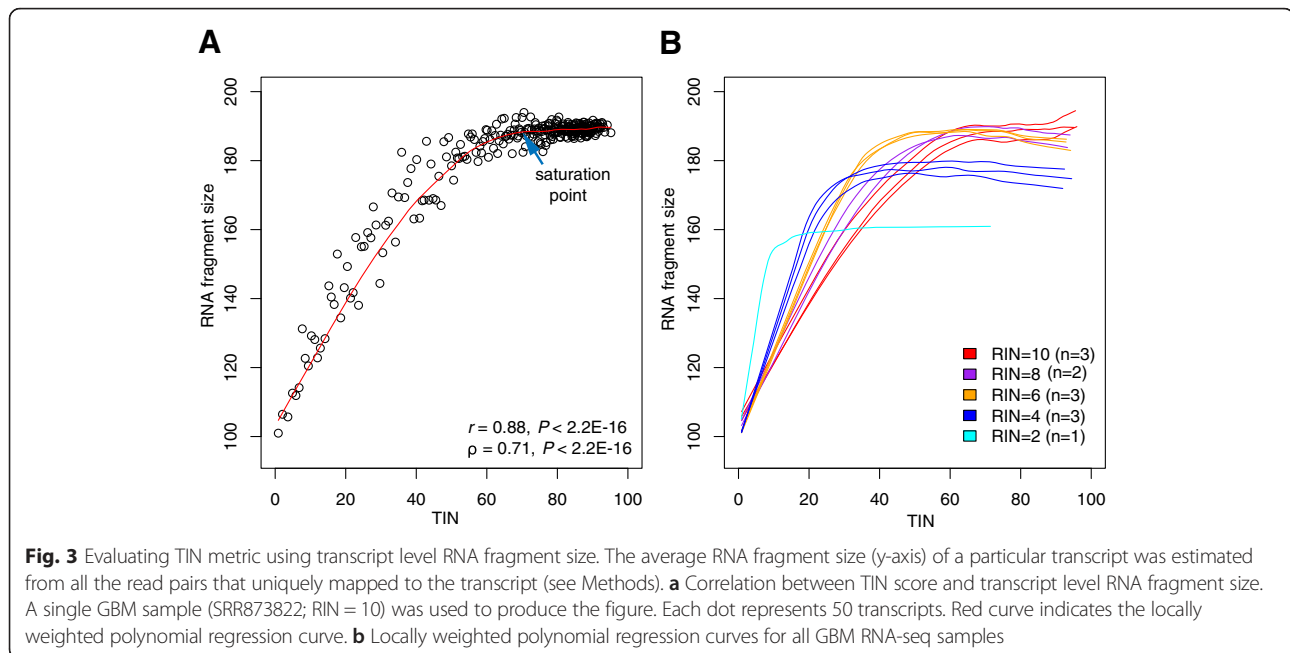 A
RNA fragment size
200
180
160
140
120
100
saturation
point
r = 0.88, P < 2.2E-16
ρ = 0.71, P < 2.2E-16
0 20 40 60 80 100
TIN
B
RNA fragment size
200
180
160
140
120
100
RIN=10 (n=3)
RIN=8 (n=2)
RIN=6 (n=3)
RIN=4 (n=3)
RIN=2 (n=1)
0 20 40 60 80 100
TIN
Fig. 3 Evaluating TIN metric using transcript level RNA fragment size. The average RNA fragment size (y-axis) of a particular transcript was estimated
from all the read pairs that uniquely mapped to the transcript (see Methods). a Correlation between TIN score and transcript level RNA fragment size.
A single GBM sample (SRR873822; RIN = 10) was used to produce the figure. Each dot represents 50 transcripts. Red curve indicates the locally
weighted polynomial regression curve. b Locally weighted polynomial regression curves for all GBM RNA-seq samples